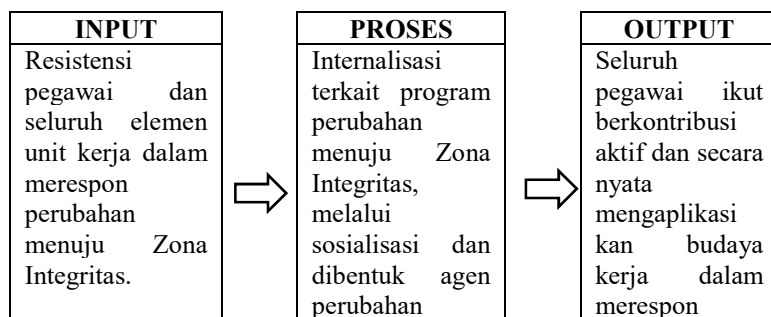 INPUT
Resistensi
pegawai dan
seluruh elemen
unit kerja dalam
merespon
perubahan
menuju Zona
Integritas.
PROSES
Internalisasi
terkait program
perubahan
menuju Zona
Integritas,
melalui
sosialisasi dan
dibentuk agen
perubahan
OUTPUT
Seluruh
pegawai ikut
berkontribusi
aktif dan secara
nyata
mengaplikasi
kan budaya
kerja dalam
merespon